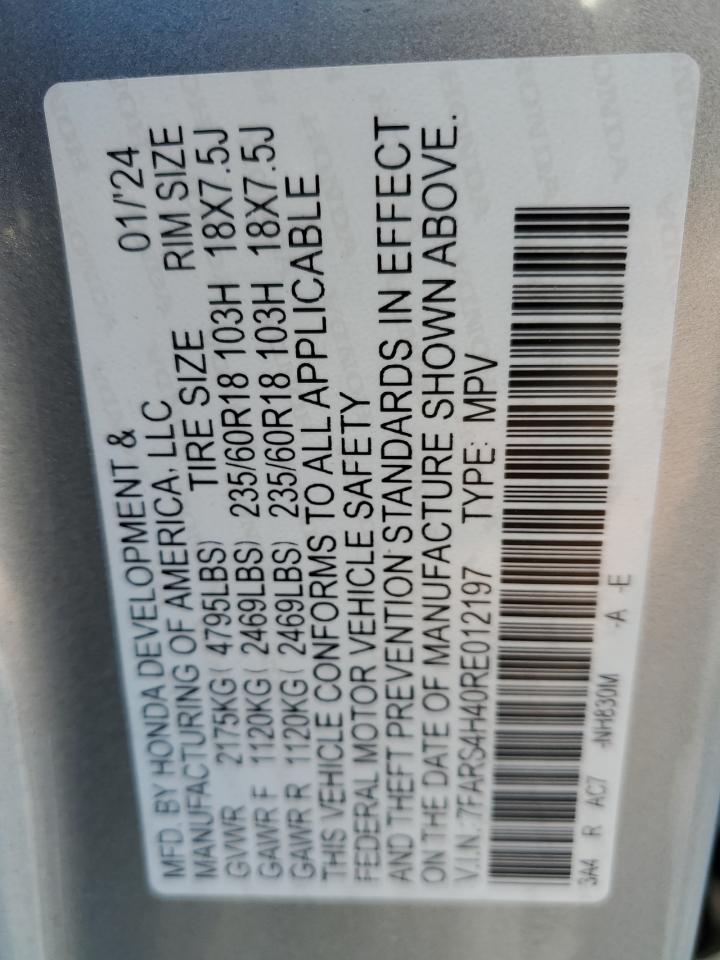 MFD. BY HONDA DEVELOPMENT & 01/'24
MANUFACTURING OF AMERICA, LLC RIM SIZE
GVWR 2175KG( 4795LBS) TIRE SIZE
GAWR F 1120KG( 2469LBS) 235/60R18 103H 18X7.5J
GAWR R 1120KG( 2469LBS) 235/60R18 103H 18X7.5J
THIS VEHICLE CONFORMS TO ALL APPLICABLE
FEDERAL MOTOR VEHICLE SAFETY
AND THEFT PREVENTION STANDARDS IN EFFECT
ON THE DATE OF MANUFACTURE SHOWN ABOVE.
V.I.N. 7FARS4H40RE012197 TYPE: MPV
3A4 R AC7 -NH830M -A -E